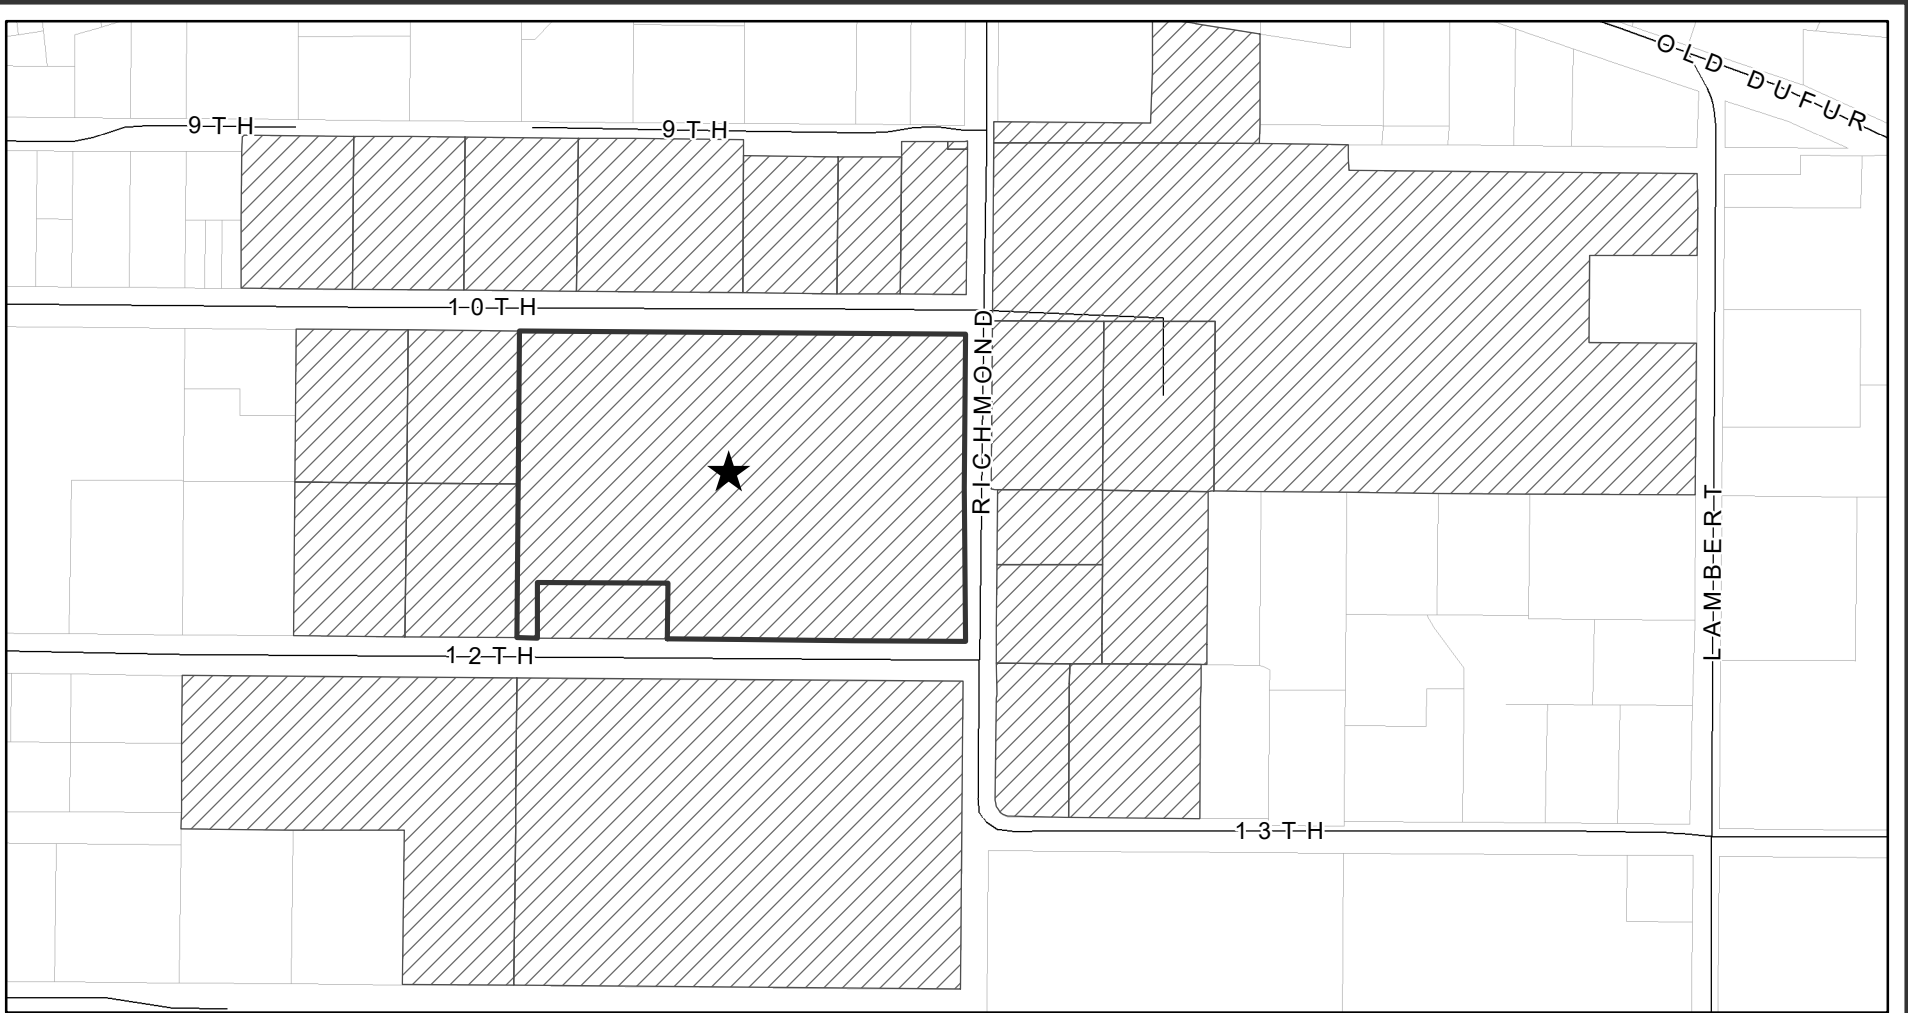 OLD DUFUR
9TH
9TH
10TH
RICHMOND
LAMBERT
12TH
13TH